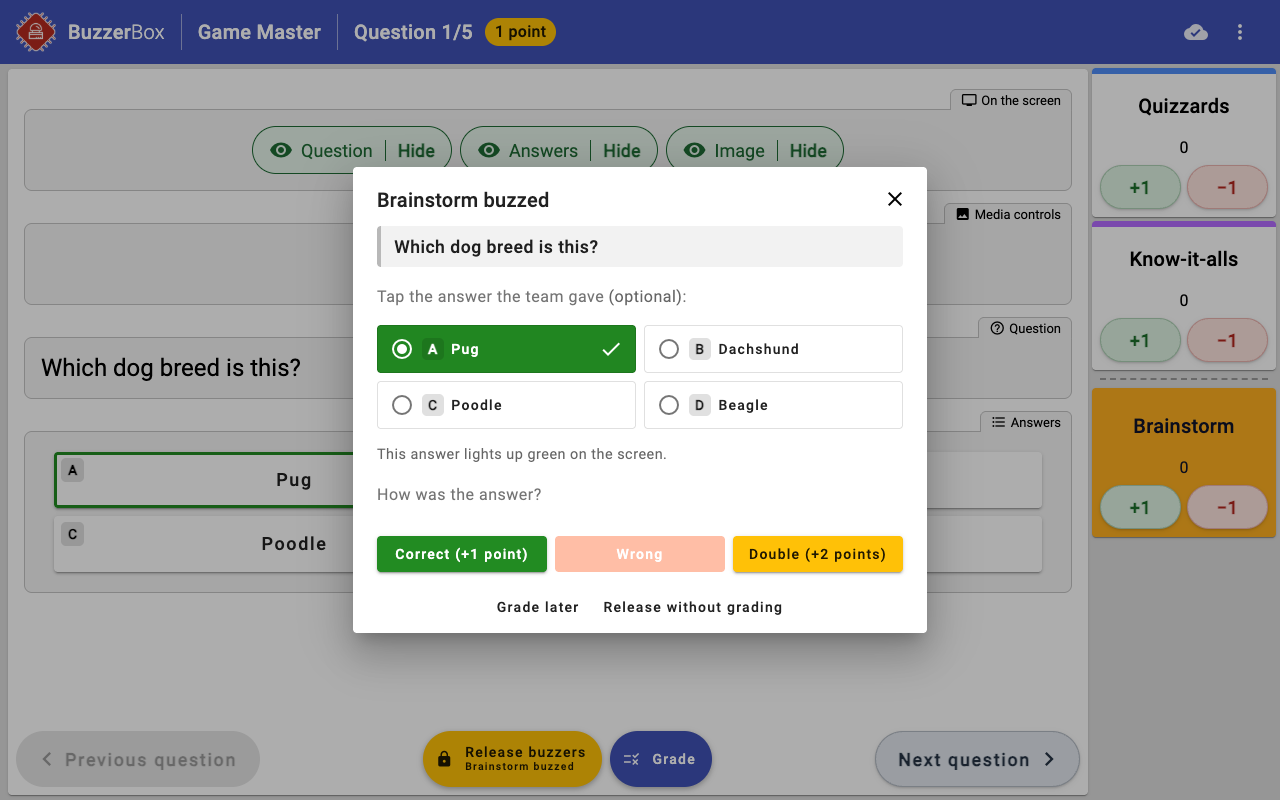 BuzzerBox
Game Master
Question 1/5
1 point
On the screen
Question
Hide
Answers
Hide
Image
Hide
Media controls
Question
Which dog breed is this?
Answers
A
Pug
C
Poodle
Brainstorm buzzed
Which dog breed is this?
Tap the answer the team gave (optional):
A Pug
B Dachshund
C Poodle
D Beagle
This answer lights up green on the screen.
How was the answer?
Correct (+1 point)
Wrong
Double (+2 points)
Grade later
Release without grading
Quizzards
0
+1
−1
Know-it-alls
0
+1
−1
Brainstorm
0
+1
−1
Previous question
Release buzzers
Brainstorm buzzed
Grade
Next question